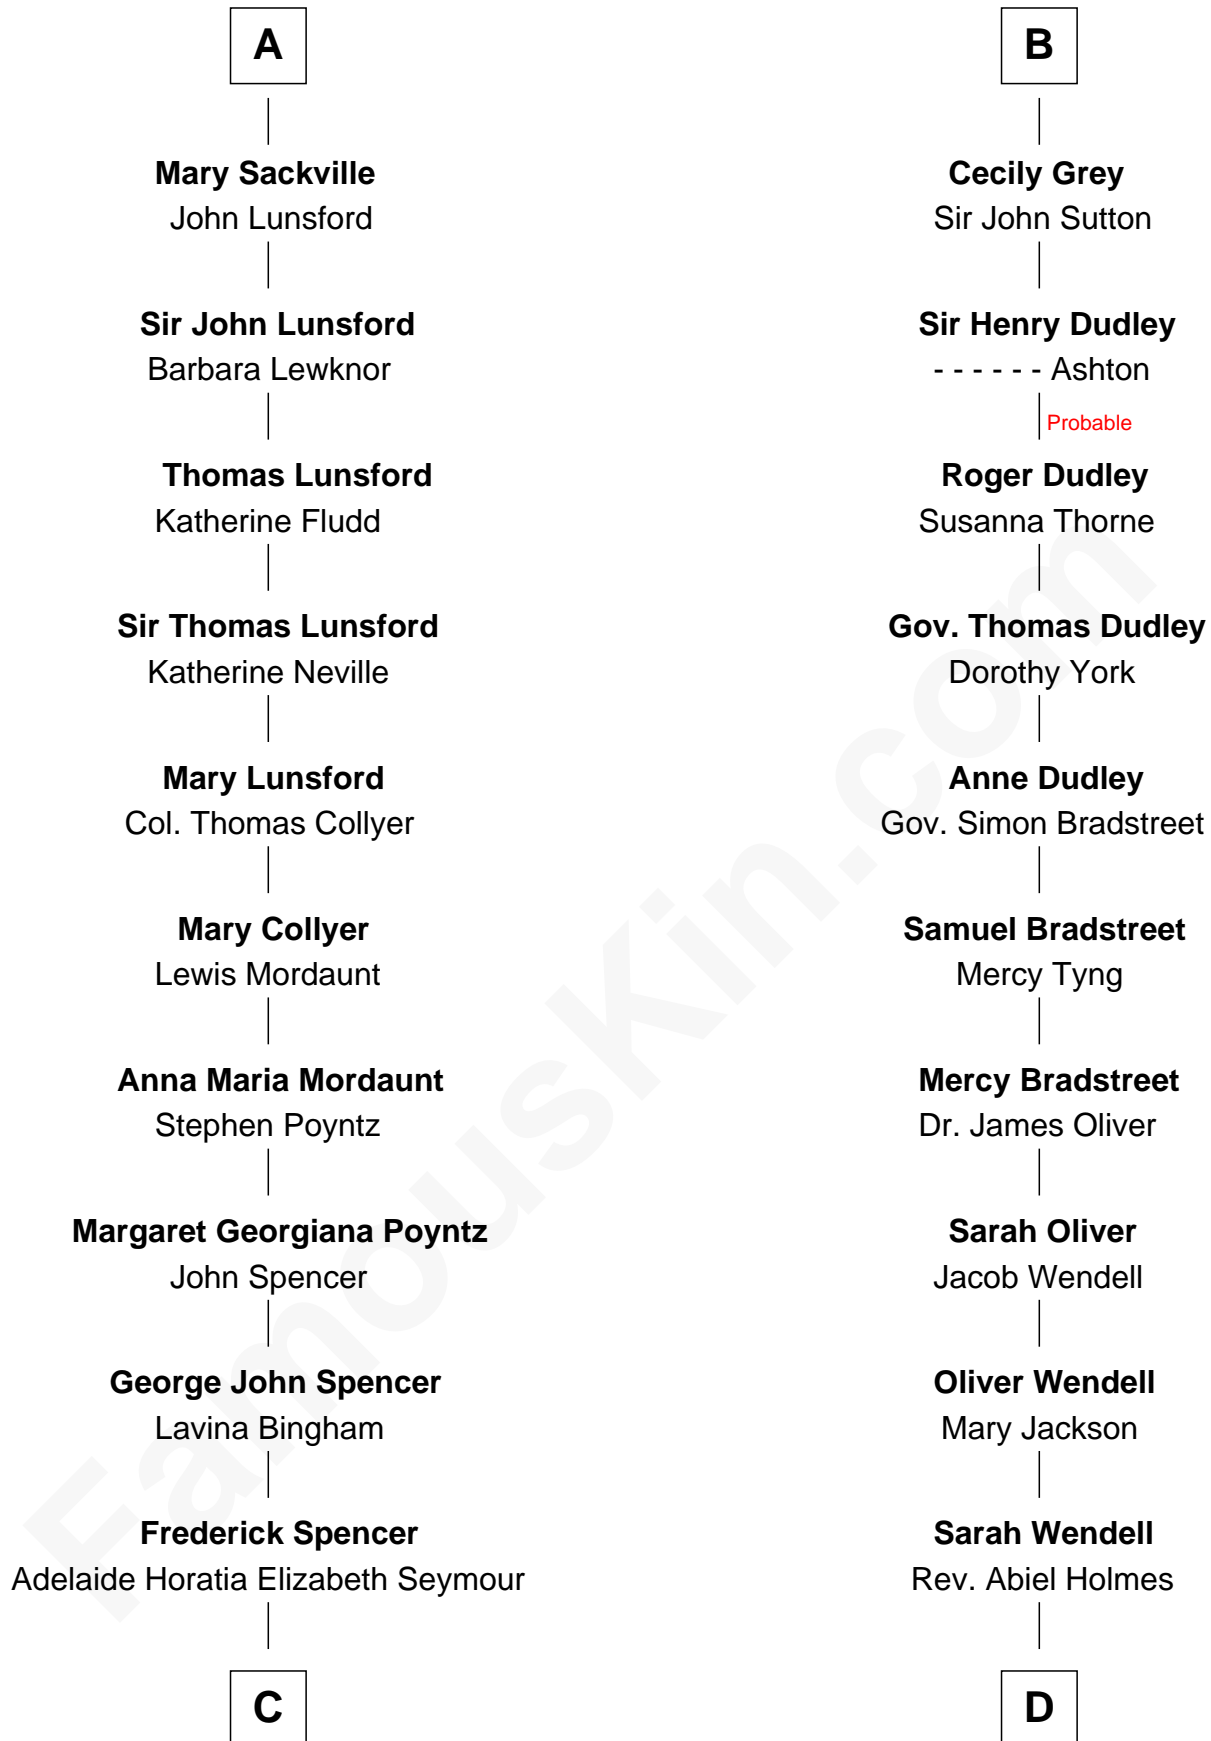 A
Mary Sackville
John Lunsford
Sir John Lunsford
Barbara Lewknor
Thomas Lunsford
Katherine Fludd
Sir Thomas Lunsford
Katherine Neville
Mary Lunsford
Col. Thomas Collyer
Mary Collyer
Lewis Mordaunt
Anna Maria Mordaunt
Stephen Poyntz
Margaret Georgiana Poyntz
John Spencer
George John Spencer
Lavina Bingham
Frederick Spencer
Adelaide Horatia Elizabeth Seymour
C
B
Cecily Grey
Sir John Sutton
Sir Henry Dudley
- - - - - - Ashton
Probable
Roger Dudley
Susanna Thorne
Gov. Thomas Dudley
Dorothy York
Anne Dudley
Gov. Simon Bradstreet
Samuel Bradstreet
Mercy Tyng
Mercy Bradstreet
Dr. James Oliver
Sarah Oliver
Jacob Wendell
Oliver Wendell
Mary Jackson
Sarah Wendell
Rev. Abiel Holmes
D
FamousKin.com